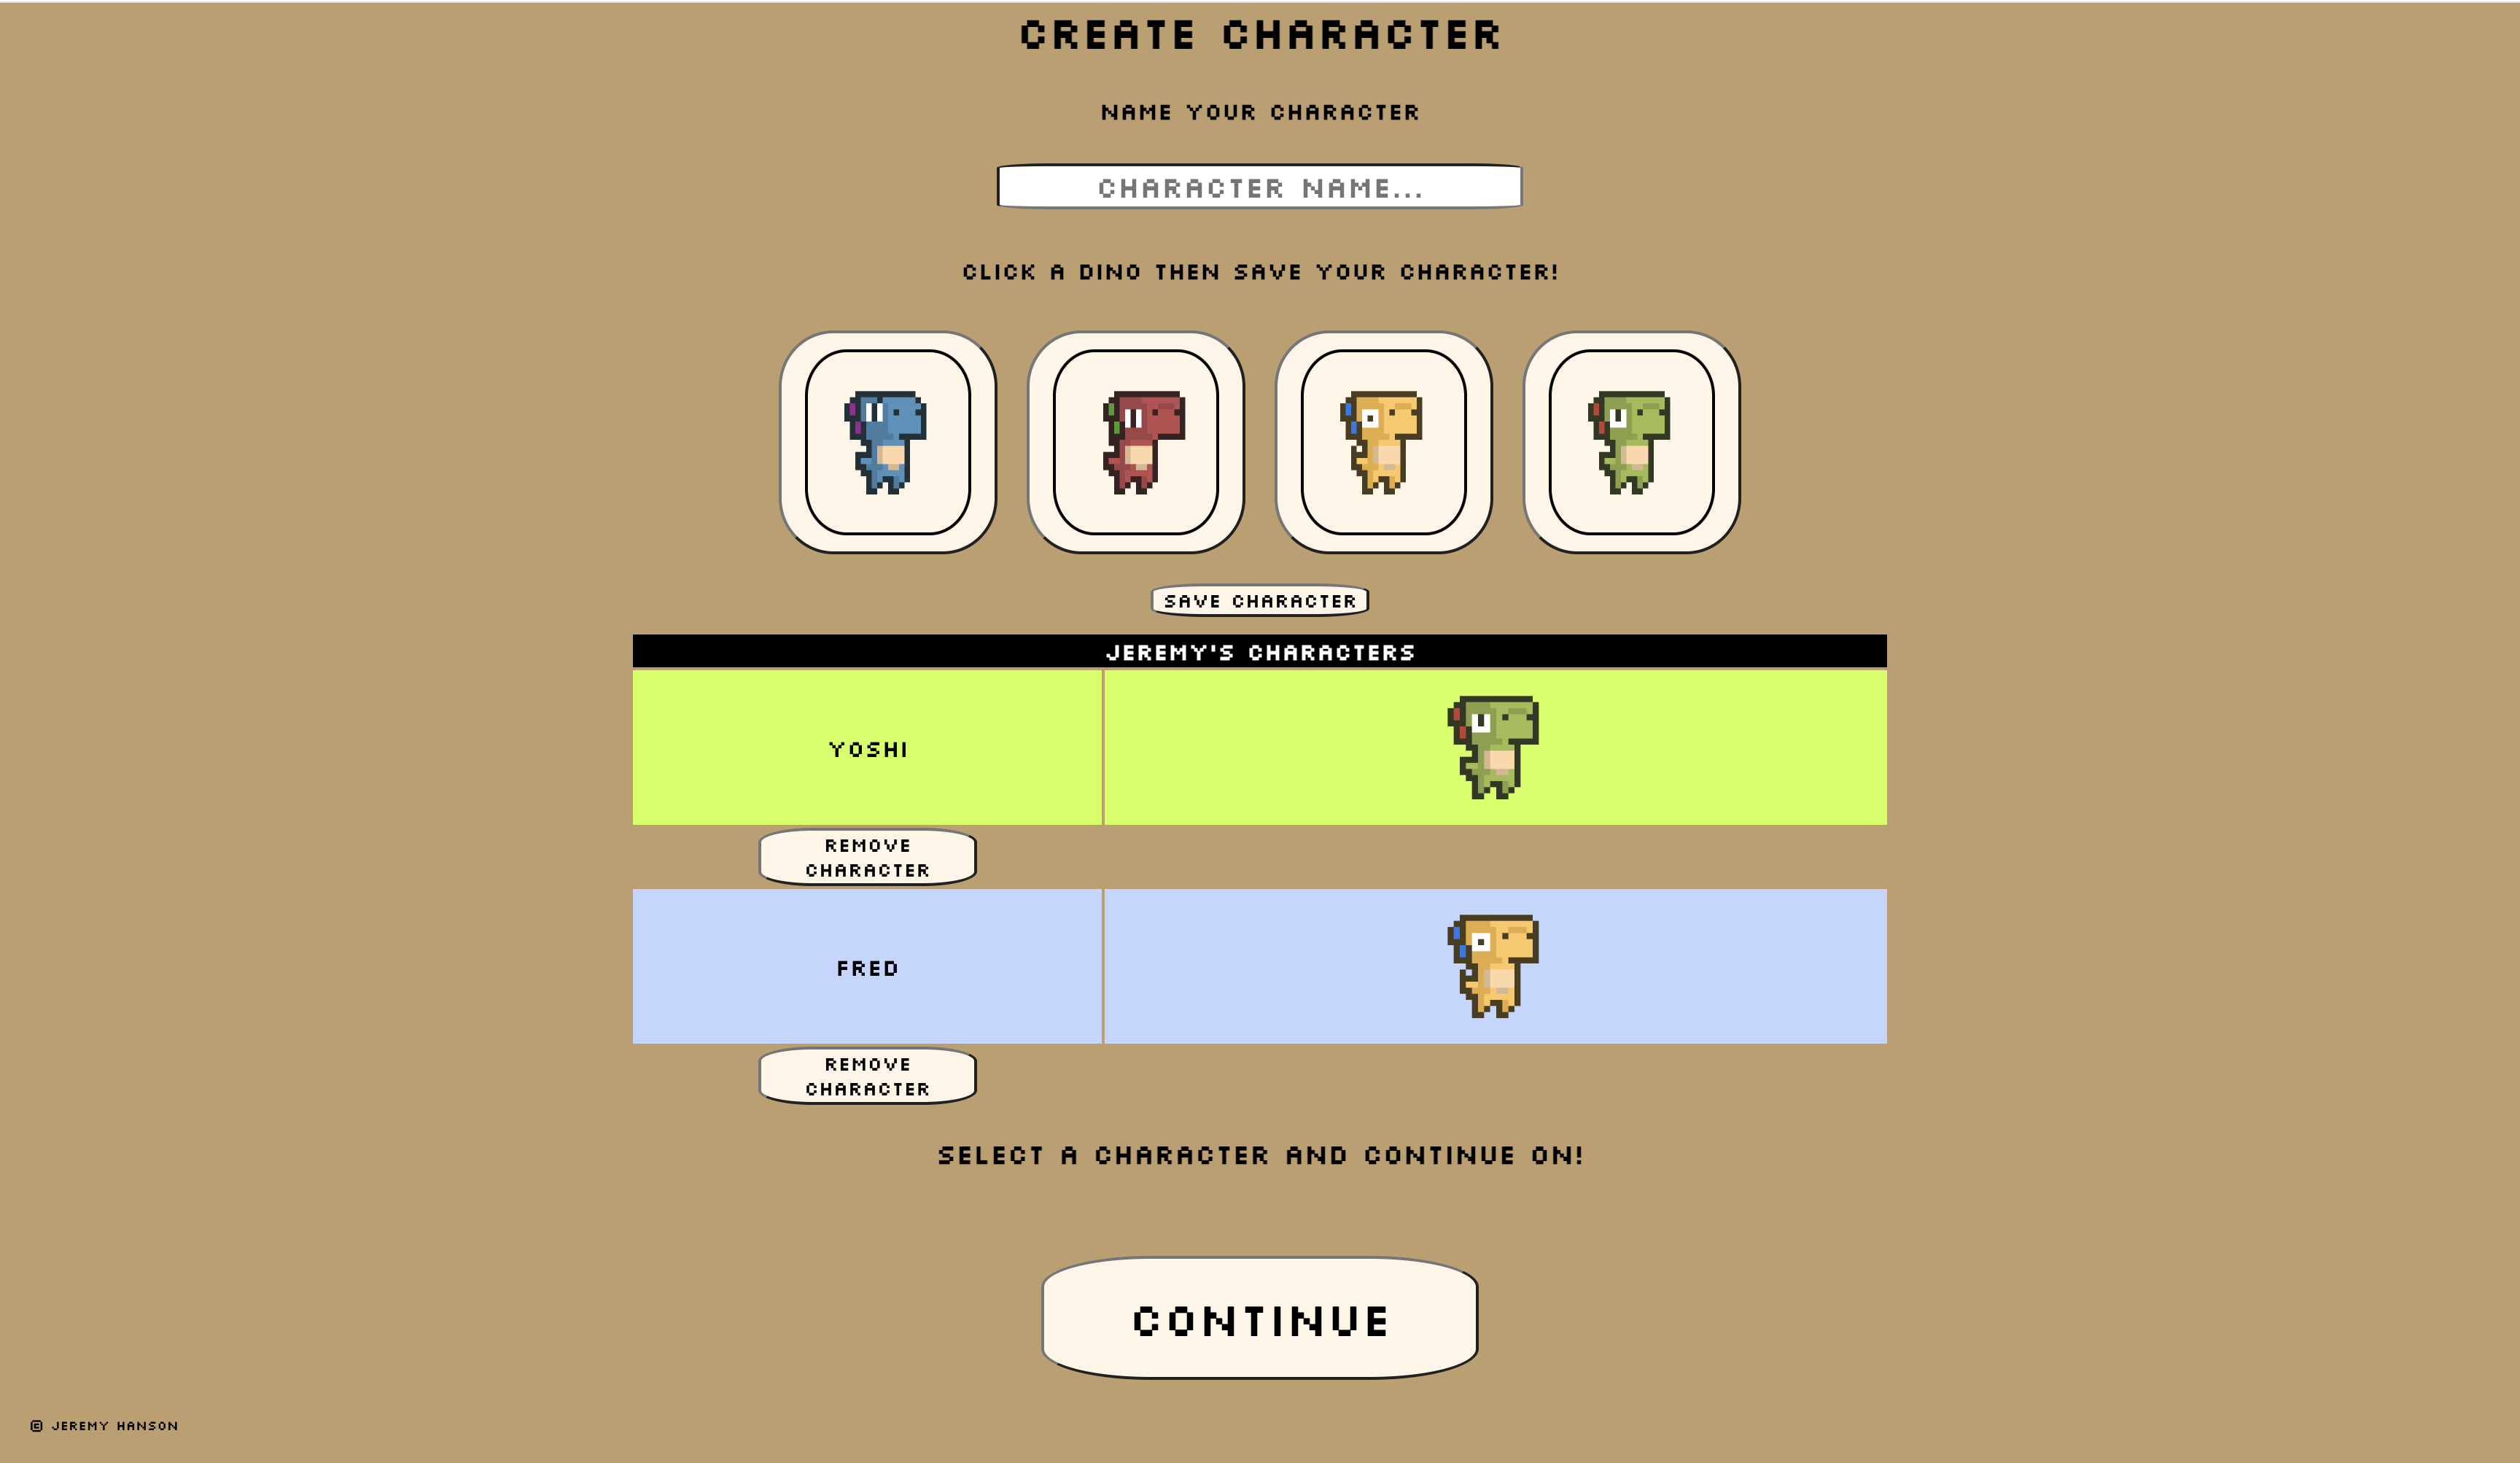 CREATE CHARACTER
NAME YOUR CHARACTER
CHARACTER NAME...
CLICK A DINO THEN SAVE YOUR CHARACTER!
SAVE CHARACTER
JEREMY'S CHARACTERS
YOSHI
REMOVE
CHARACTER
FRED
REMOVE
CHARACTER
SELECT A CHARACTER AND CONTINUE ON!
CONTINUE
© JEREMY HANSON